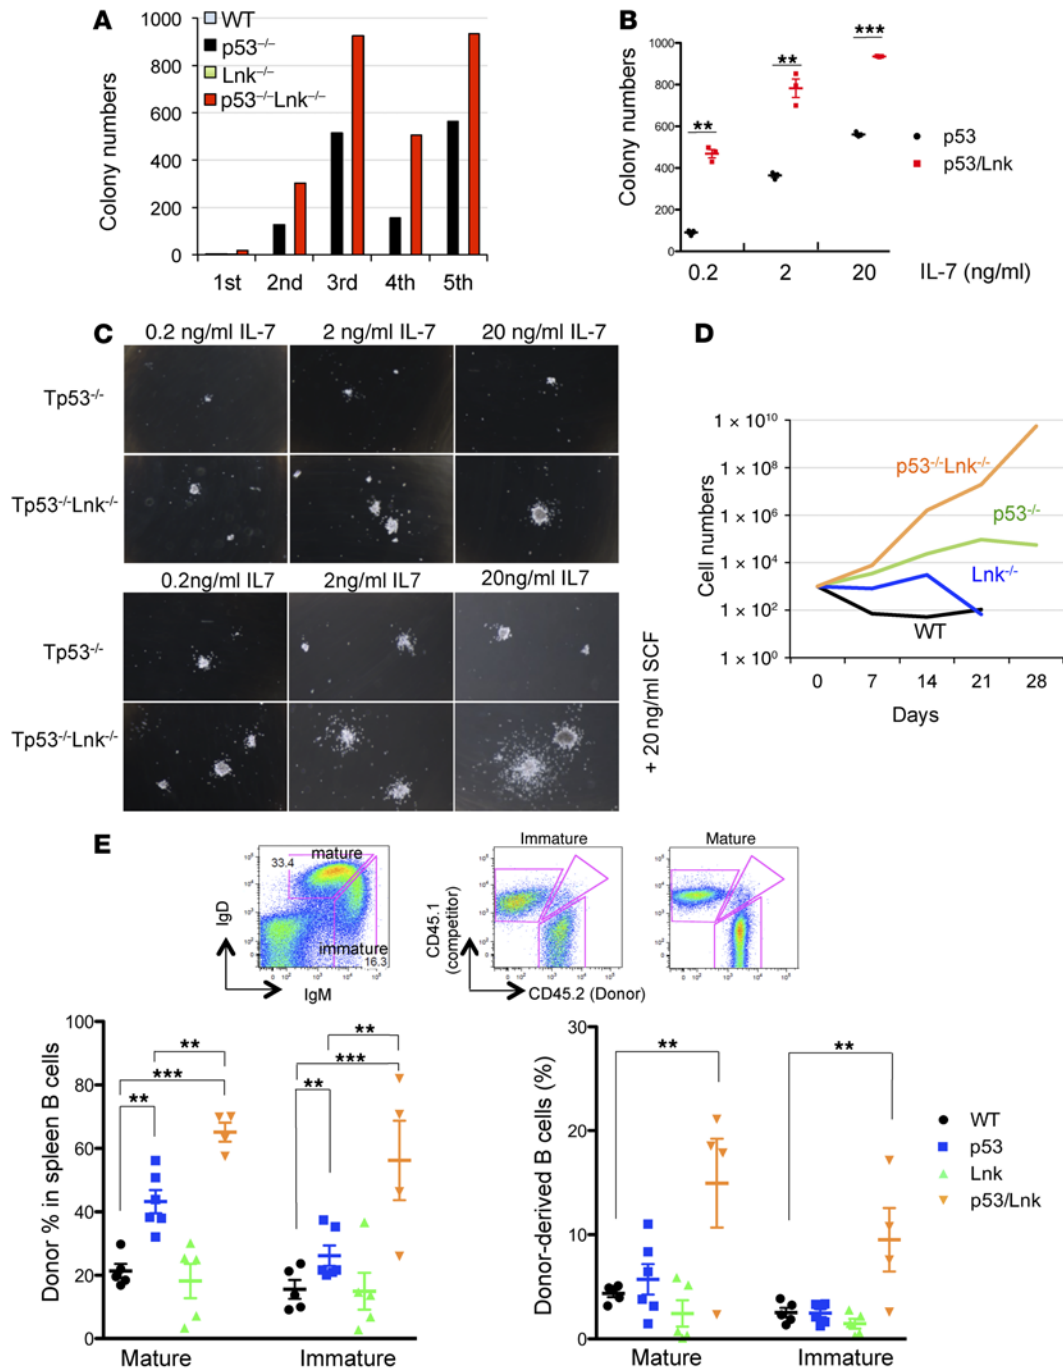 A
1000
800
600
400
200
0
Colony numbers
WT
p53⁻/⁻
Lnk⁻/⁻
p53⁻/⁻Lnk⁻/⁻
1st 2nd 3rd 4th 5th
B
1000
800
600
400
200
0
Colony numbers
** ** ***
p53
p53/Lnk
0.2 2 20 IL-7 (ng/ml)
C
0.2 ng/ml IL-7 2 ng/ml IL-7 20 ng/ml IL-7
Tp53⁻/⁻
Tp53⁻/⁻Lnk⁻/⁻
0.2ng/ml IL7 2ng/ml IL7 20ng/ml IL7
Tp53⁻/⁻
Tp53⁻/⁻Lnk⁻/⁻
+ 20 ng/ml SCF
D
1 × 10¹⁰
1 × 10⁸
1 × 10⁶
1 × 10⁴
1 × 10²
1 × 10⁰
Cell numbers
p53⁻/⁻Lnk⁻/⁻
p53⁻/⁻
Lnk⁻/⁻
WT
0 7 14 21 28
Days
E
33.4
mature
immature
16.3
IgD
IgM
Immature Mature
CD45.1
(competitor)
CD45.2 (Donor)
100
80
60
40
20
0
Donor % in spleen B cells
** *** ** ** *** **
Mature Immature
30
20
10
0
Donor-derived B cells (%)
** **
Mature Immature
WT
p53
Lnk
p53/Lnk